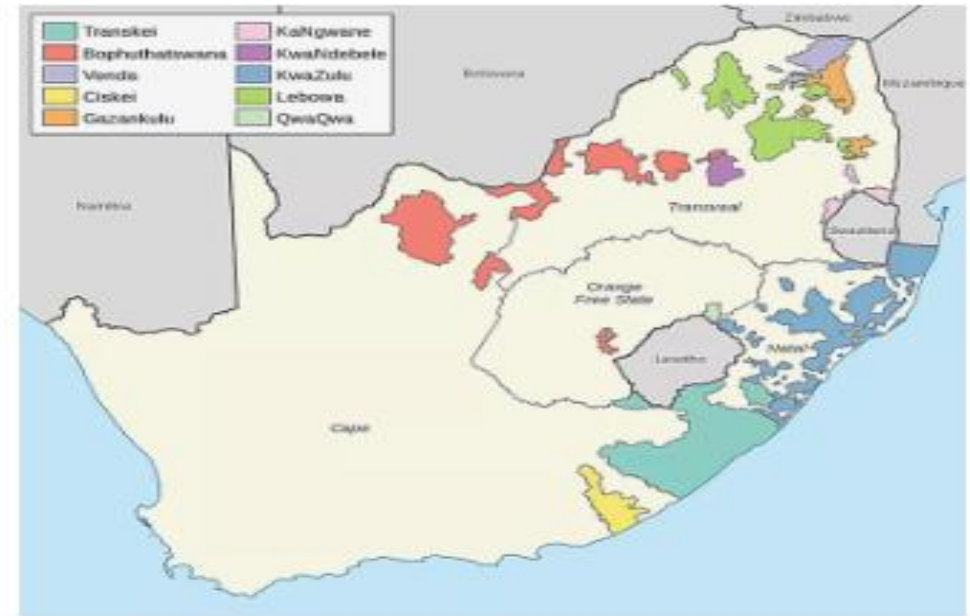 Transkei
Bophuthatswana
Venda
Ciskei
Gazankulu
KaNgwane
KwaNdebele
KwaZulu
Lebowa
QwaQwa
Zimbabwe
Botswana
Mozambique
Namibia
Transvaal
Swaziland
Orange
Free State
Natal
Lesotho
Cape